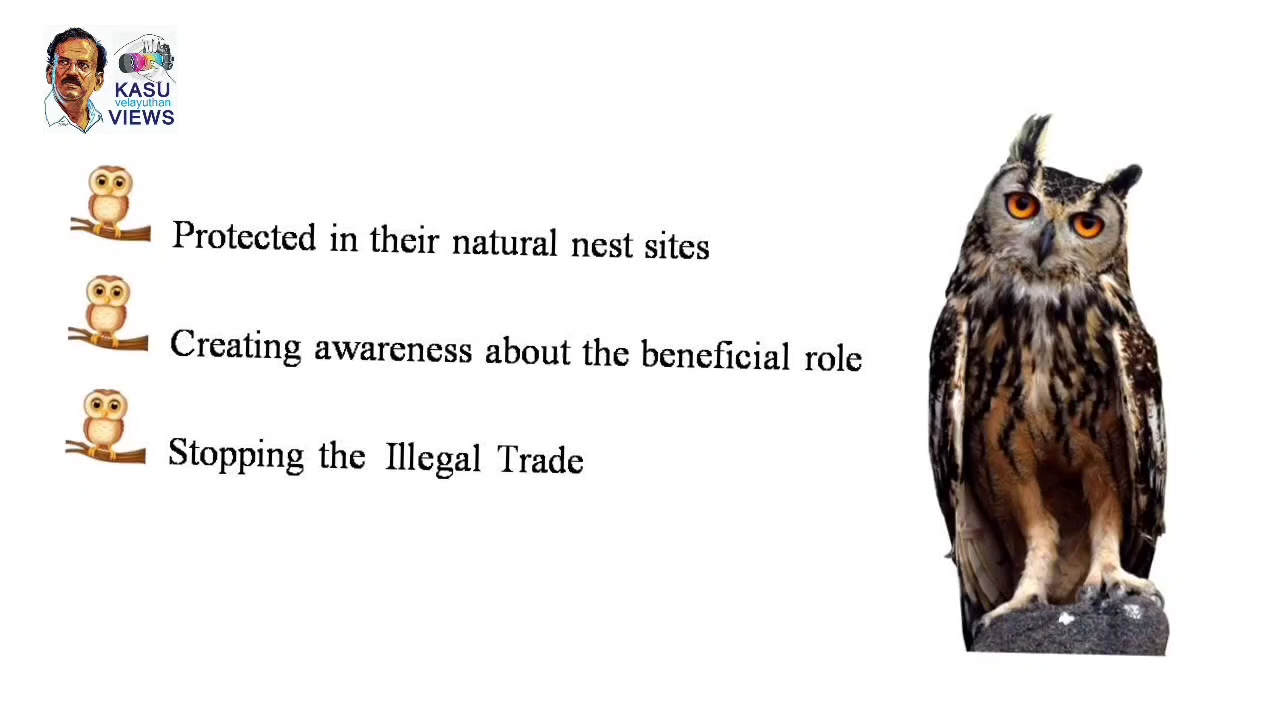 KASU
velayuthan
VIEWS
Protected in their natural nest sites
Creating awareness about the beneficial role
Stopping the Illegal Trade